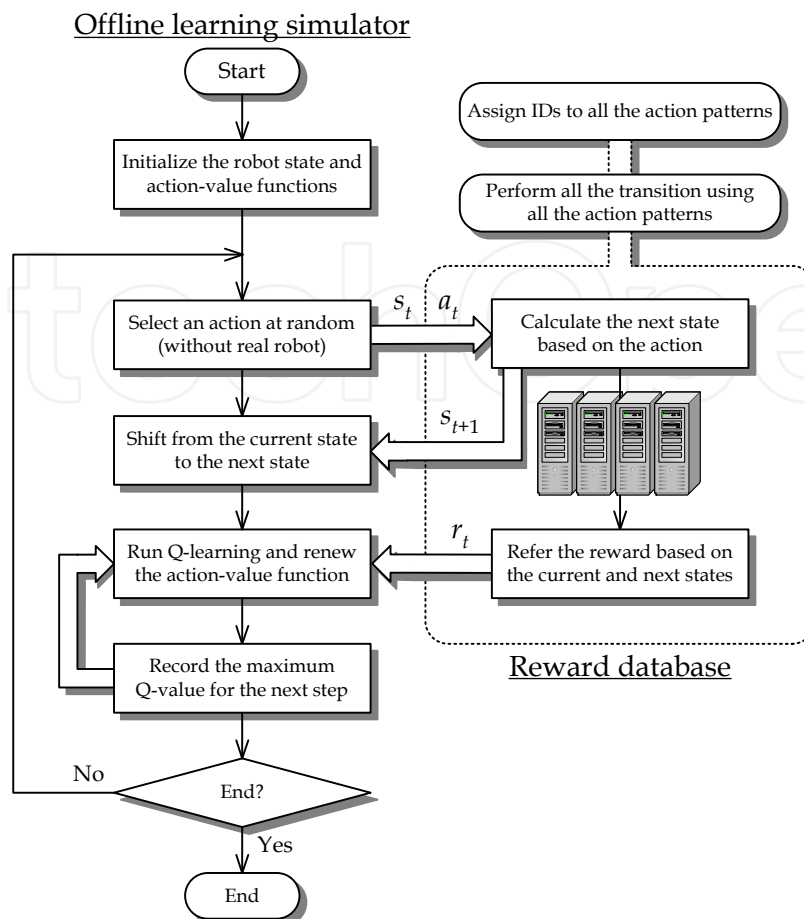 Offline learning simulator
Start
Initialize the robot state and
action-value functions
Select an action at random
(without real robot)
Shift from the current state
to the next state
Run Q-learning and renew
the action-value function
Record the maximum
Q-value for the next step
No
End?
Yes
End
Assign IDs to all the action patterns
Perform all the transition using
all the action patterns
s_t a_t
Calculate the next state
based on the action
s_{t+1}
r_t
Refer the reward based on
the current and next states
Reward database